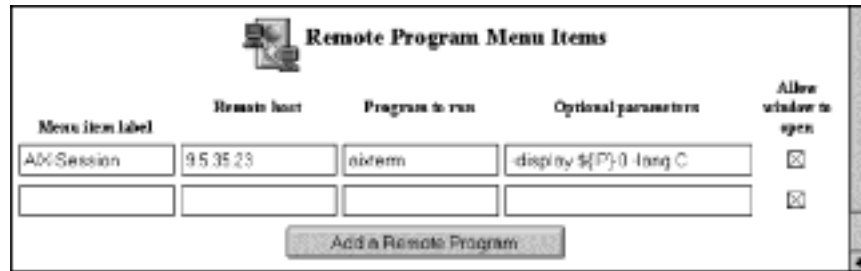 Remote Program Menu Items
Menu item label Remote host Program to run Optional parameters Allow window to open
AIX Session 9.5.35.23 aixterm -display ${IP}:0 -lang C
Add a Remote Program